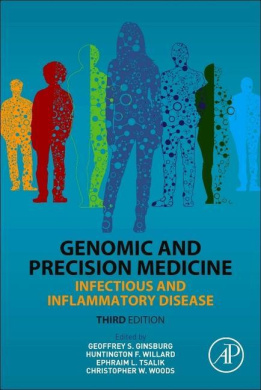 GENOMIC AND
PRECISION MEDICINE
INFECTIOUS AND
INFLAMMATORY DISEASE
THIRD EDITION
Edited by
GEOFFREY S. GINSBURG
HUNTINGTON F. WILLARD
EPHRAIM L. TSALIK
CHRISTOPHER W. WOODS
AP